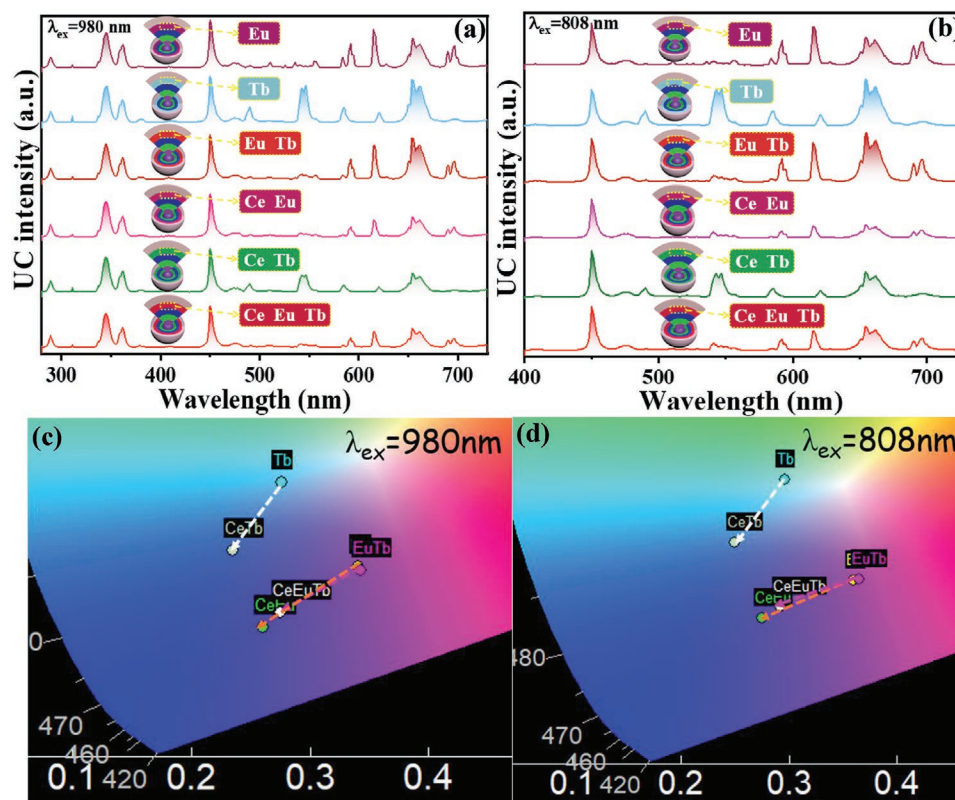 λex=980 nm
(a)
Eu
Tb
Eu Tb
Ce Eu
Ce Tb
Ce Eu Tb
UC intensity (a.u.)
300 400 500 600 700
Wavelength (nm)
λex=808 nm
(b)
Eu
Tb
Eu Tb
Ce Eu
Ce Tb
Ce Eu Tb
UC intensity (a.u.)
400 500 600 700
Wavelength (nm)
(c)
λex=980nm
Tb
CeTb
EuTb
CeEuTb
CeEu
0
470
460
420
0.1 0.2 0.3 0.4
(d)
λex=808nm
Tb
CeTb
EuTb
CeEuTb
CeEu
480
470
460
420
0.1 0.2 0.3 0.4